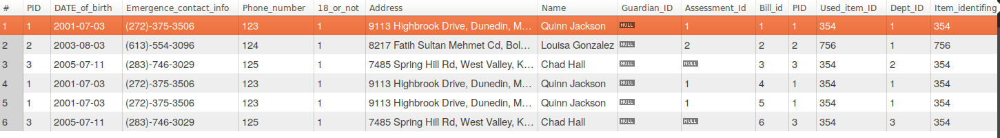 # PID DATE_of_birth Emergence_contact_info Phone_number 18_or_not Address Name Guardian_ID Assessment_Id Bill_id PID Used_item_ID Dept_ID Item_identifing
1 1 2001-07-03 (272)-375-3506 123 1 9113 Highbrook Drive, Dunedin, M... Quinn Jackson NULL 1 1 1 354 1 354
2 2 2003-08-03 (613)-554-3096 124 1 8217 Fatih Sultan Mehmet Cd, Bol... Louisa Gonzalez NULL 2 2 2 756 1 756
3 3 2005-07-11 (283)-746-3029 125 1 7485 Spring Hill Rd, West Valley, K... Chad Hall NULL NULL 3 3 354 2 354
4 1 2001-07-03 (272)-375-3506 123 1 9113 Highbrook Drive, Dunedin, M... Quinn Jackson NULL 1 4 1 354 1 354
5 1 2001-07-03 (272)-375-3506 123 1 9113 Highbrook Drive, Dunedin, M... Quinn Jackson NULL 1 5 1 354 1 354
6 3 2005-07-11 (283)-746-3029 125 1 7485 Spring Hill Rd, West Valley, K... Chad Hall NULL NULL 6 3 354 3 354